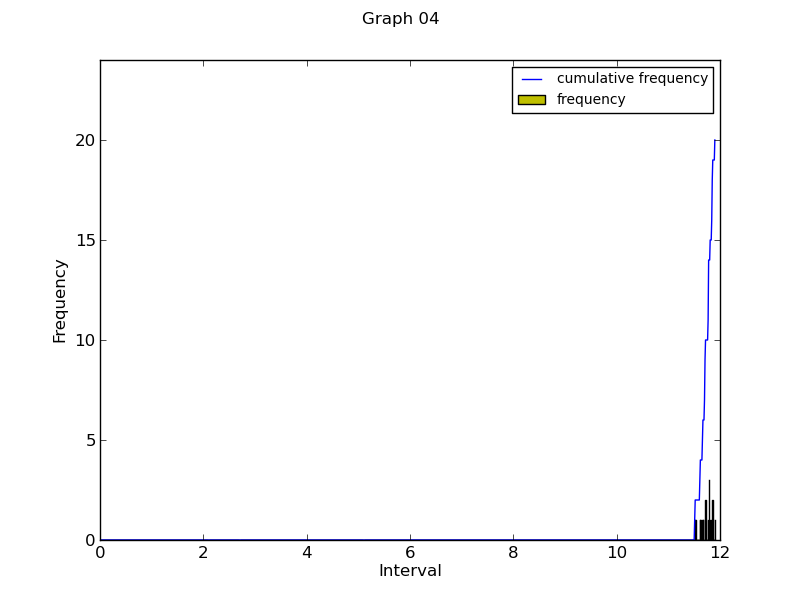 Graph 04
cumulative frequency
frequency
Frequency
20
15
10
5
0
0 2 4 6 8 10 12
Interval